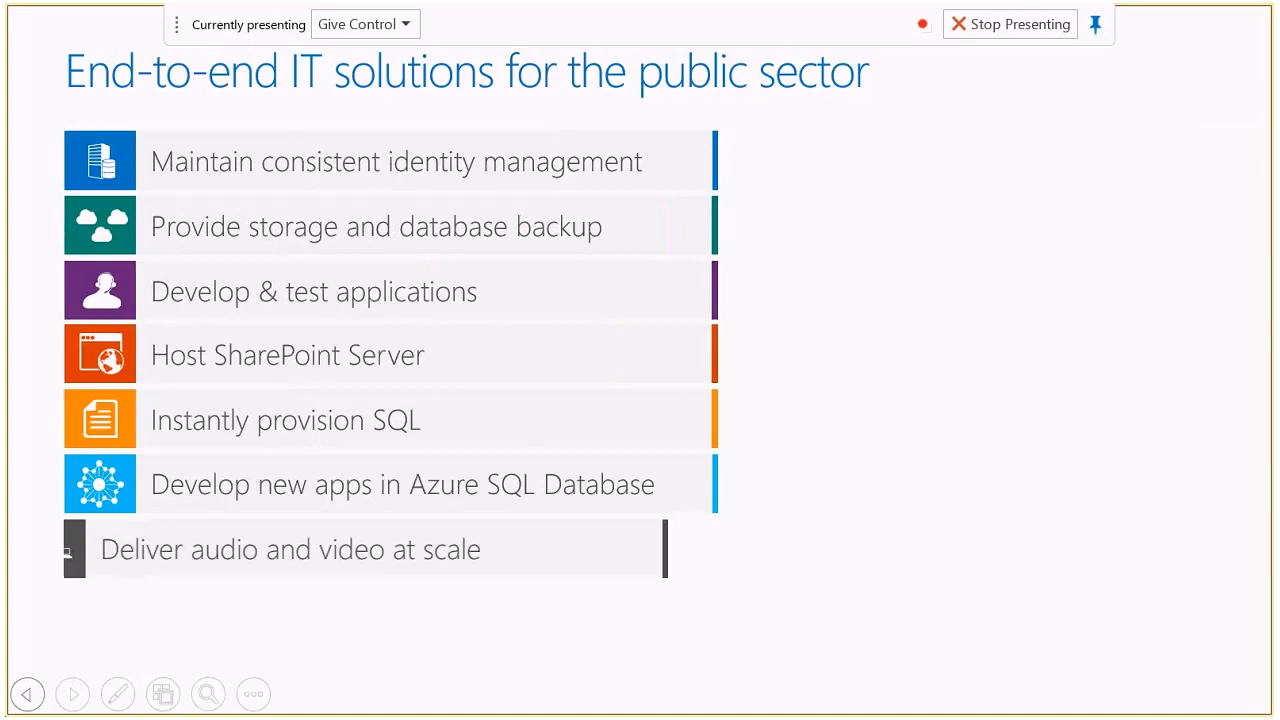 Currently presenting Give Control Stop Presenting
End-to-end IT solutions for the public sector
Maintain consistent identity management
Provide storage and database backup
Develop & test applications
Host SharePoint Server
Instantly provision SQL
Develop new apps in Azure SQL Database
Deliver audio and video at scale